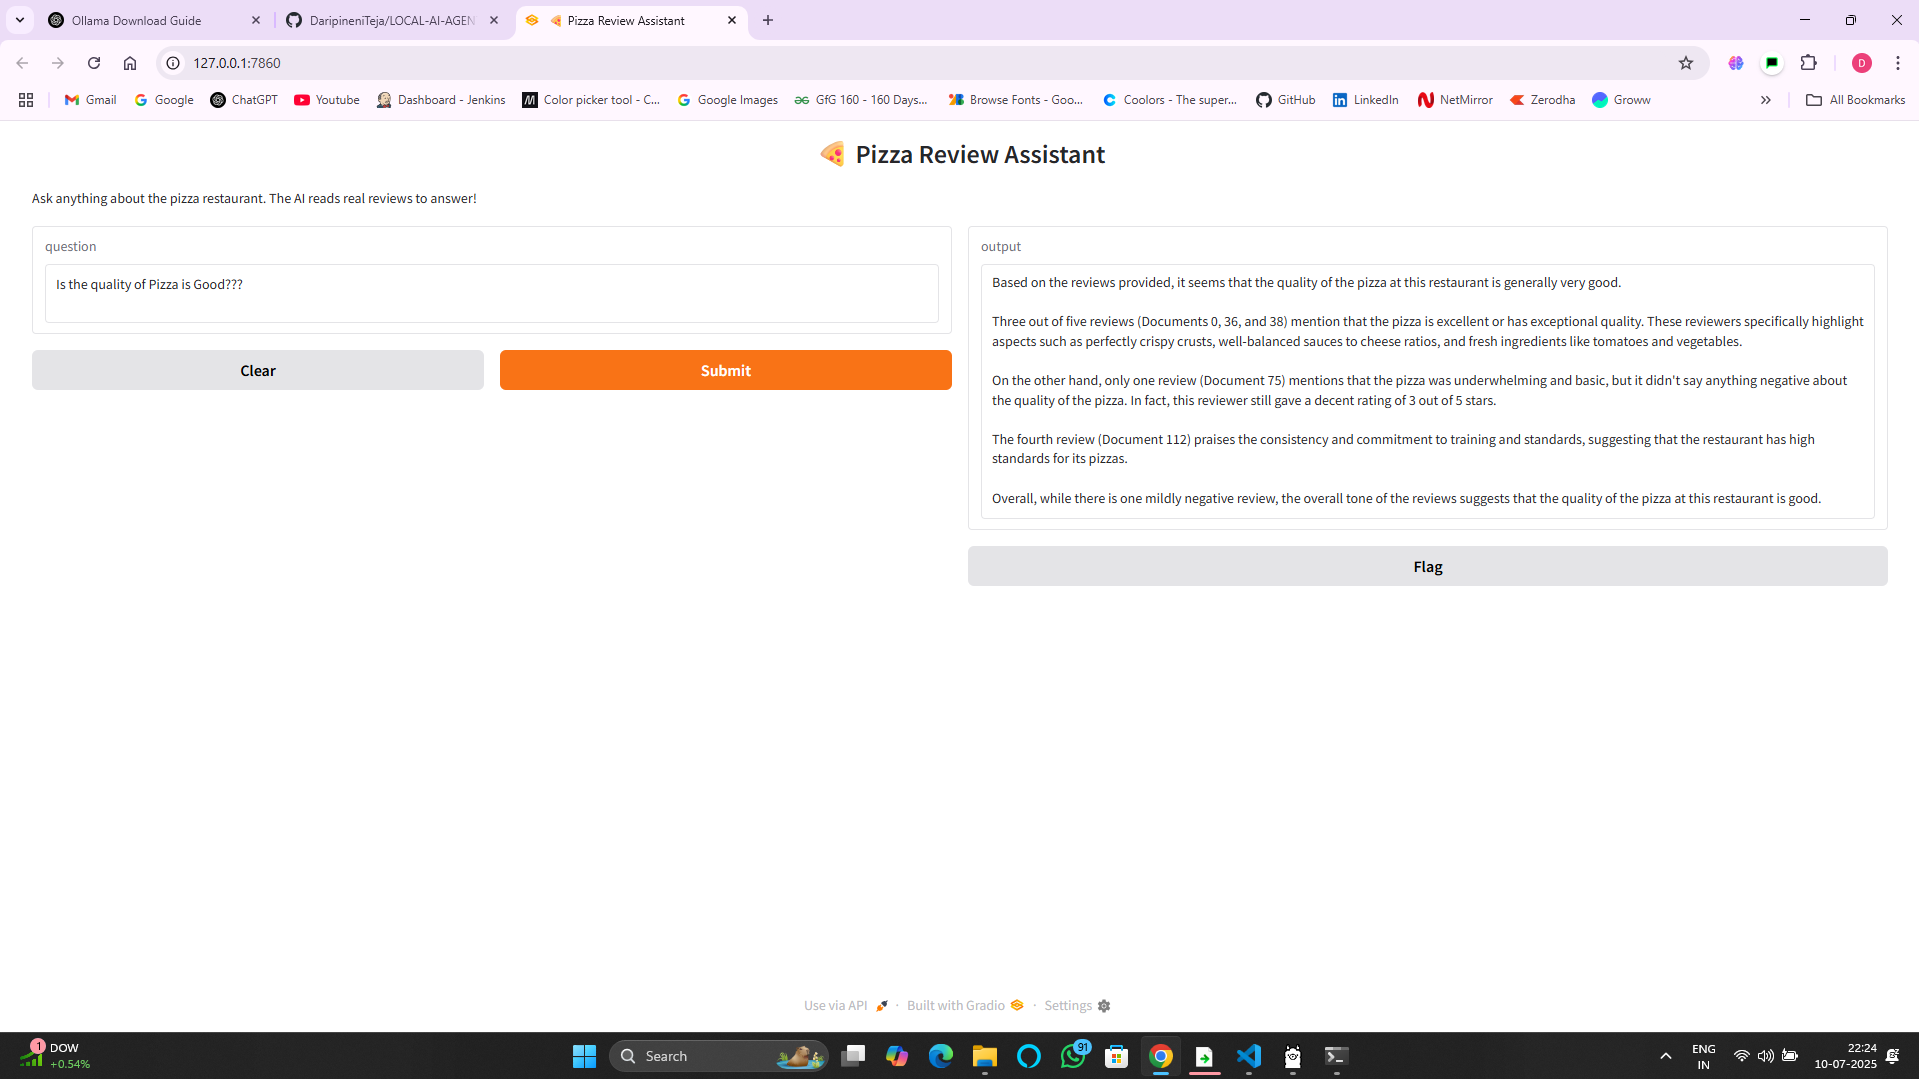 Ollama Download Guide
DaripineniTeja/LOCAL-AI-AGEN
Pizza Review Assistant
127.0.0.1:7860
D
Gmail
Google
ChatGPT
Youtube
Dashboard - Jenkins
Color picker tool - C...
Google Images
GfG 160 - 160 Days...
Browse Fonts - Goo...
Coolors - The super...
GitHub
LinkedIn
NetMirror
Zerodha
Groww
All Bookmarks
Pizza Review Assistant
Ask anything about the pizza restaurant. The AI reads real reviews to answer!
question
Is the quality of Pizza is Good???
Clear
Submit
output
Based on the reviews provided, it seems that the quality of the pizza at this restaurant is generally very good.
Three out of five reviews (Documents 0, 36, and 38) mention that the pizza is excellent or has exceptional quality. These reviewers specifically highlight
aspects such as perfectly crispy crusts, well-balanced sauces to cheese ratios, and fresh ingredients like tomatoes and vegetables.
On the other hand, only one review (Document 75) mentions that the pizza was underwhelming and basic, but it didn't say anything negative about
the quality of the pizza. In fact, this reviewer still gave a decent rating of 3 out of 5 stars.
The fourth review (Document 112) praises the consistency and commitment to training and standards, suggesting that the restaurant has high
standards for its pizzas.
Overall, while there is one mildly negative review, the overall tone of the reviews suggests that the quality of the pizza at this restaurant is good.
Flag
Use via API · Built with Gradio · Settings
1
DOW
+0.54%
Search
91
ENG
IN
22:24
10-07-2025